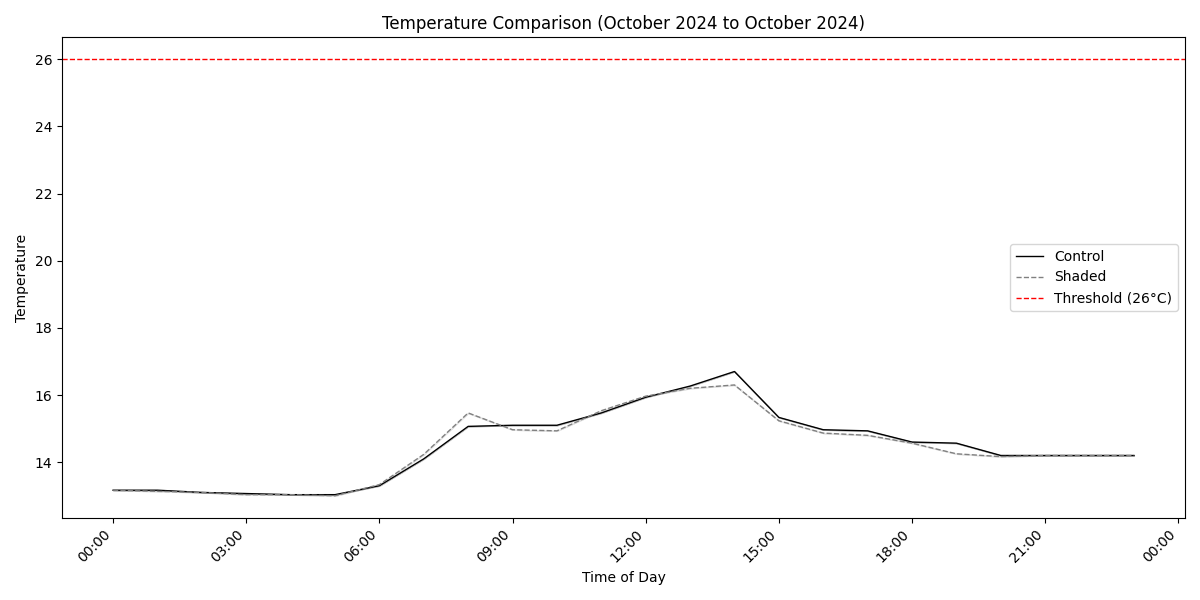 Temperature Comparison (October 2024 to October 2024)
26
24
22
20
18
16
14
Temperature
Control
Shaded
Threshold (26°C)
00:00
03:00
06:00
09:00
12:00
15:00
18:00
21:00
00:00
Time of Day